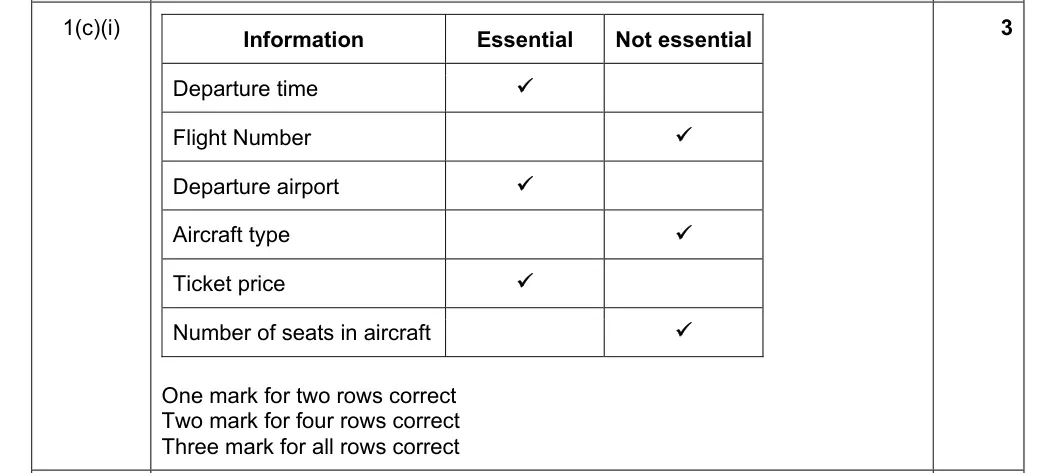 1(c)(i)
Information Essential Not essential 3
Departure time ✓
Flight Number ✓
Departure airport ✓
Aircraft type ✓
Ticket price ✓
Number of seats in aircraft ✓
One mark for two rows correct
Two mark for four rows correct
Three mark for all rows correct